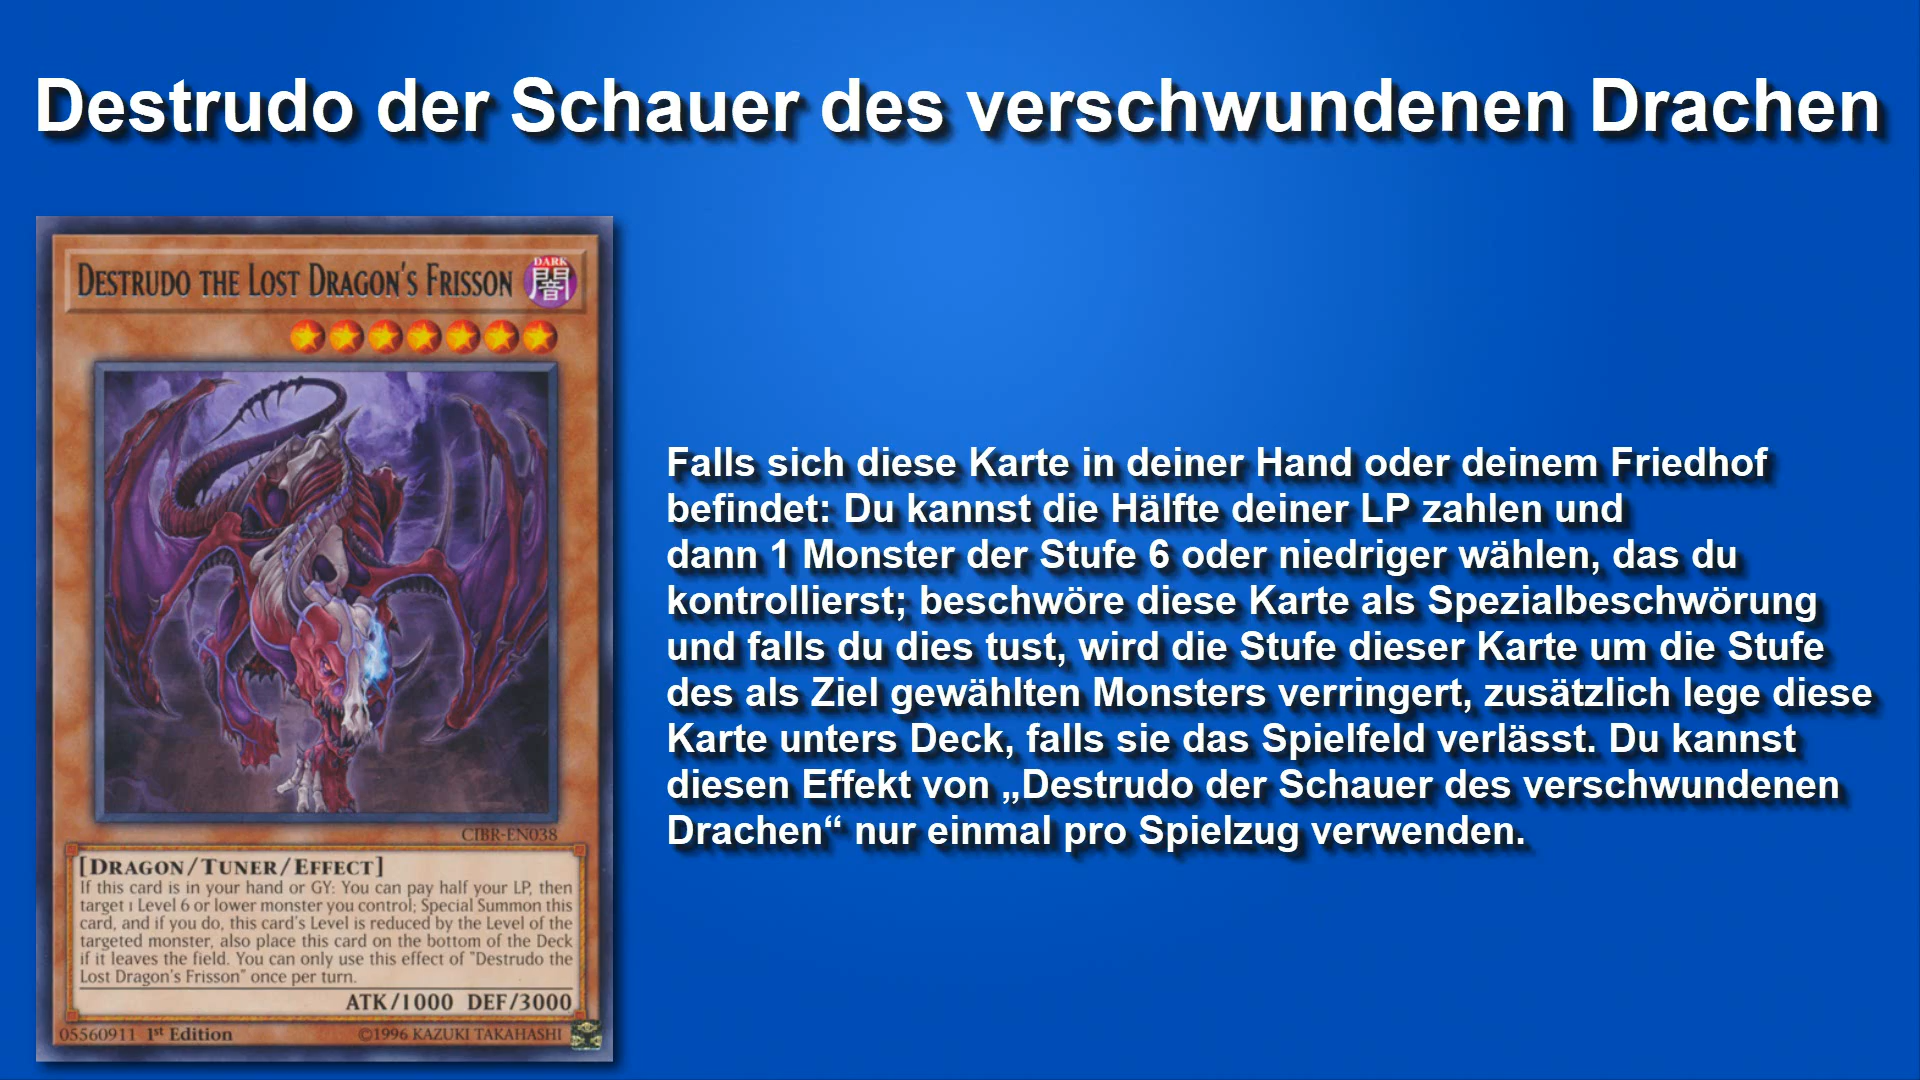 Destrudo der Schauer des verschwundenen Drachen
DESTRUDO THE LOST DRAGON'S FRISSON
DARK
闇
CIBR-EN038
[DRAGON/TUNER/EFFECT]
If this card is in your hand or GY: You can pay half your LP, then
target 1 Level 6 or lower monster you control; Special Summon this
card, and if you do, this card's Level is reduced by the Level of the
targeted monster, also place this card on the bottom of the Deck
if it leaves the field. You can only use this effect of "Destrudo the
Lost Dragon's Frisson" once per turn.
ATK/1000 DEF/3000
05560911 1st Edition
©1996 KAZUKI TAKAHASHI
Falls sich diese Karte in deiner Hand oder deinem Friedhof
befindet: Du kannst die Hälfte deiner LP zahlen und
dann 1 Monster der Stufe 6 oder niedriger wählen, das du
kontrollierst; beschwöre diese Karte als Spezialbeschwörung
und falls du dies tust, wird die Stufe dieser Karte um die Stufe
des als Ziel gewählten Monsters verringert, zusätzlich lege diese
Karte unters Deck, falls sie das Spielfeld verlässt. Du kannst
diesen Effekt von „Destrudo der Schauer des verschwundenen
Drachen“ nur einmal pro Spielzug verwenden.